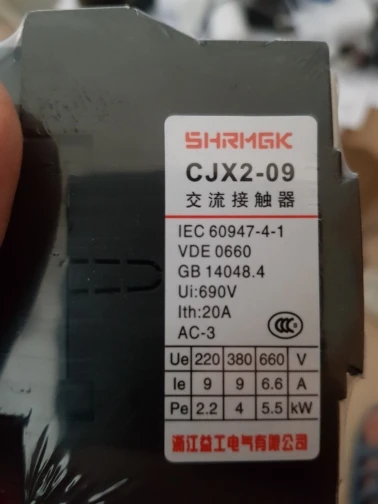 SHRMGK
CJX2-09
交流接触器
IEC 60947-4-1
VDE 0660
GB 14048.4
Ui:690V
Ith:20A
AC-3
CCC
Ue 220 380 660 V
Ie 9 9 6.6 A
Pe 2.2 4 5.5 kW
浙江益工电气有限公司